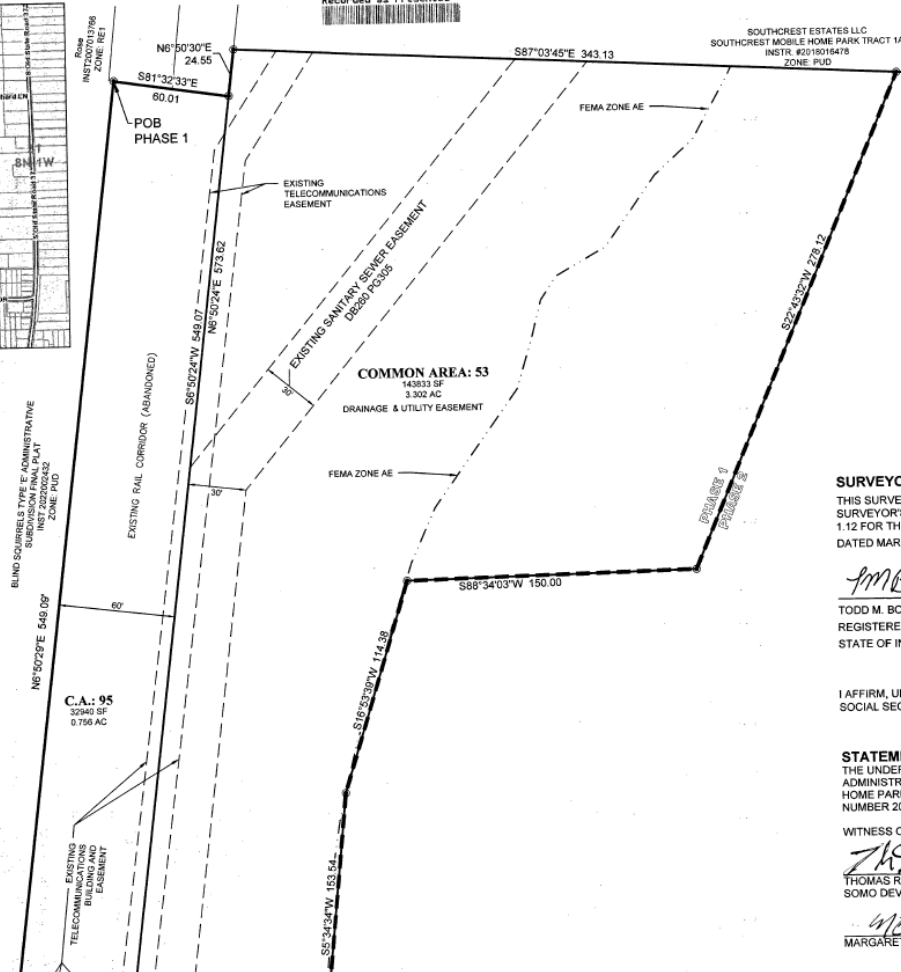 Recorded as Presented
Rose
INST2007013766
ZONE: RE1
N6°50'30"E
24.55
S81°32'33"E
60.01
POB
PHASE 1
S87°03'45"E 343.13
SOUTHCREST ESTATES LLC
SOUTHCREST MOBILE HOME PARK TRACT 1A
INSTR. #2018016478
ZONE: PUD
FEMA ZONE AE
8N 1W
EXISTING
TELECOMMUNICATIONS
EASEMENT
EXISTING SANITARY SEWER EASEMENT
DB260 PG305
30'
S22°43'32"W 278.12
N6°50'24"E 573.62
S6°50'24"W 549.07
EXISTING RAIL CORRIDOR (ABANDONED)
COMMON AREA: 53
143833 SF
3.302 AC
DRAINAGE & UTILITY EASEMENT
BLIND SQUIRRELS TYPE 'E' ADMINISTRATIVE
SUBDIVISION FINAL PLAT
INST 2022002432
ZONE: PUD
FEMA ZONE AE
30'
PHASE 1
PHASE 2
S88°34'03"W 150.00
60'
N6°50'29"E 549.09'
S16°53'39"W 114.38
C.A.: 95
32940 SF
0.756 AC
EXISTING
TELECOMMUNICATIONS
BUILDING AND
EASEMENT
S5°34'34"W 153.54
SURVEYO
THIS SURVE
SURVEYOR'
1.12 FOR TH
DATED MAR
TODD M. BO
REGISTERE
STATE OF IN
I AFFIRM, U
SOCIAL SEC
STATEM
THE UNDER
ADMINISTR
HOME PAR
NUMBER 20
WITNESS O
THOMAS R
SOMO DEV
MARGARE